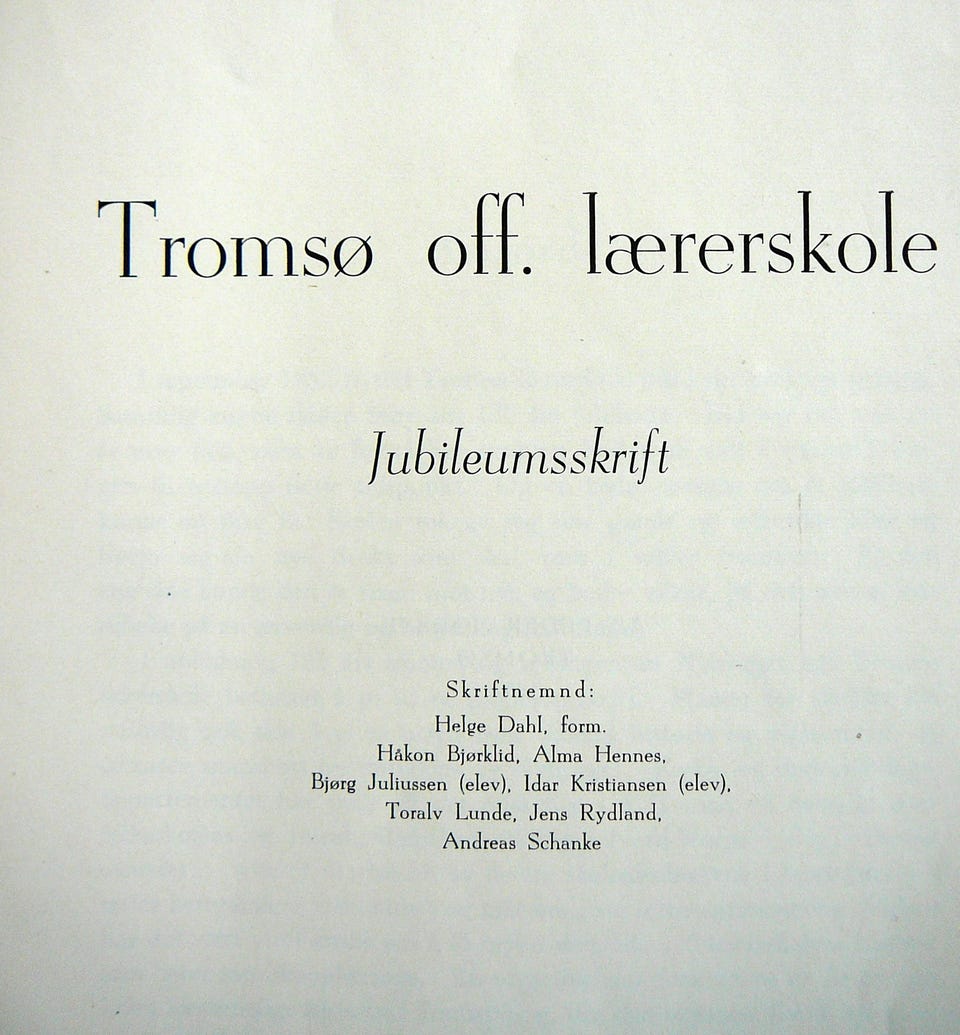 Tromsø off. lærerskole
Jubileumsskrift
Skriftnemnd:
Helge Dahl, form.
Håkon Bjørklid, Alma Hennes,
Bjørg Juliussen (elev), Idar Kristiansen (elev),
Toralv Lunde, Jens Rydland,
Andreas Schanke